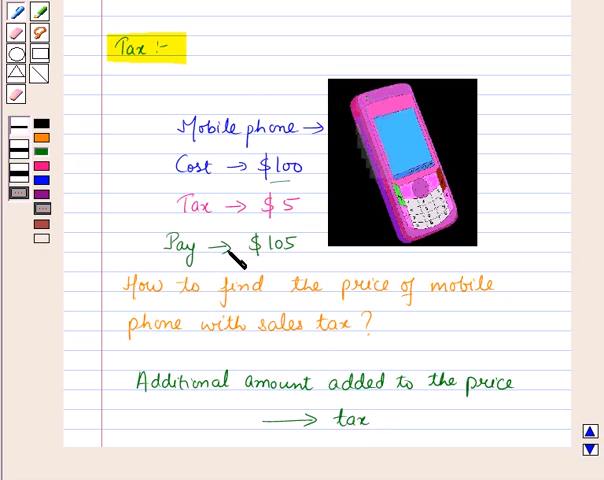 Tax :-
Mobile phone →
Cost → $100
Tax → $5
Pay → $105
How to find the price of mobile
phone with sales tax?
Additional amount added to the price
→ tax